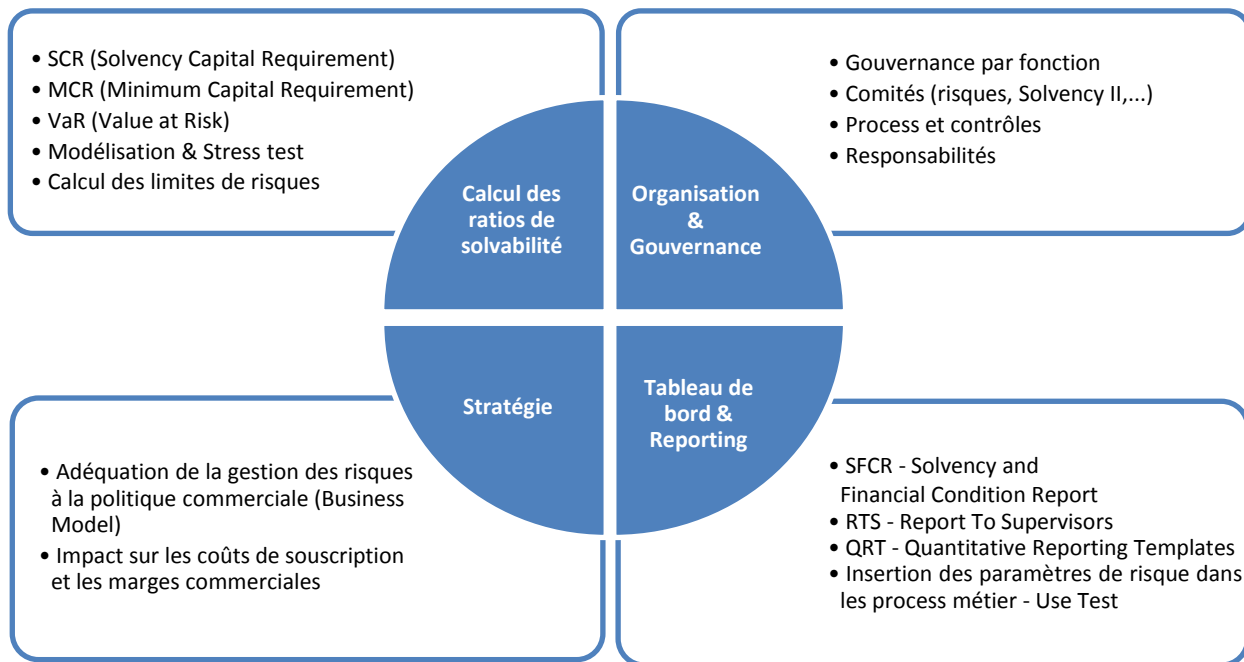 • SCR (Solvency Capital Requirement)
• MCR (Minimum Capital Requirement)
• VaR (Value at Risk)
• Modélisation & Stress test
• Calcul des limites de risques
• Gouvernance par fonction
• Comités (risques, Solvency II,...)
• Process et contrôles
• Responsabilités
Calcul des
ratios de
solvabilité
Organisation
&
Gouvernance
Stratégie
Tableau de
bord &
Reporting
• Adéquation de la gestion des risques
à la politique commerciale (Business
Model)
• Impact sur les coûts de souscription
et les marges commerciales
• SFCR - Solvency and
Financial Condition Report
• RTS - Report To Supervisors
• QRT - Quantitative Reporting Templates
• Insertion des paramètres de risque dans
les process métier - Use Test